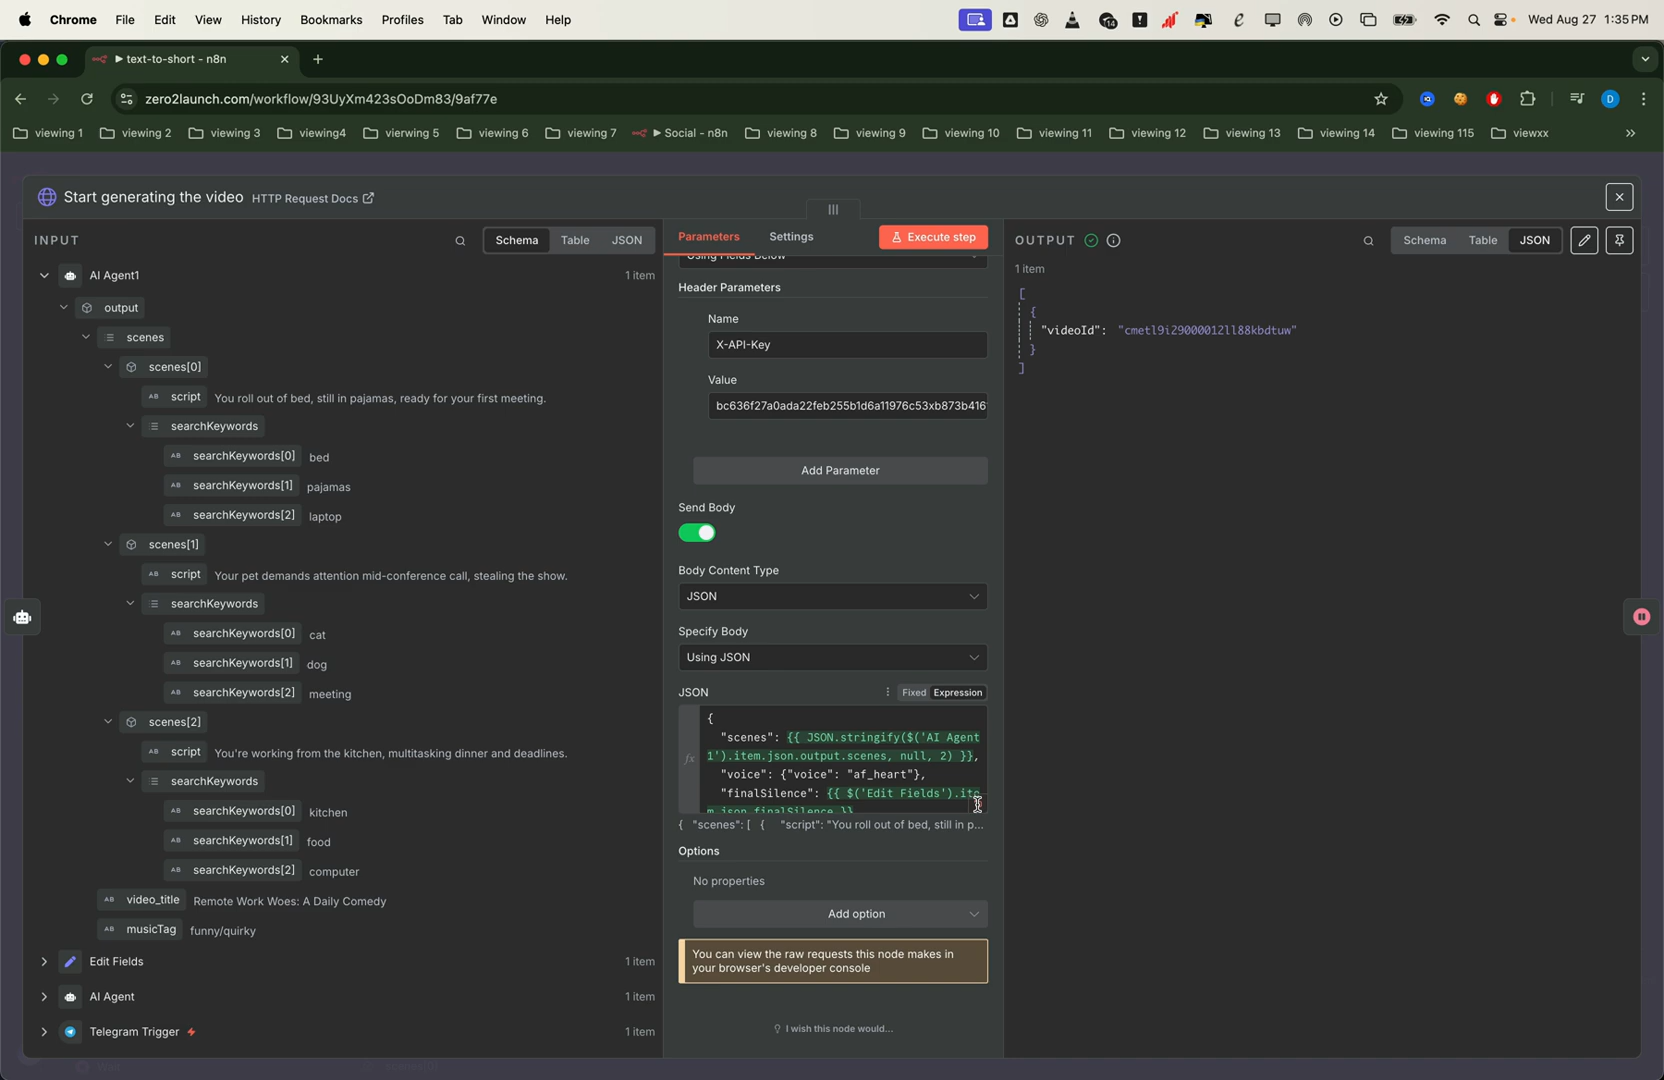 Chrome File Edit View History Bookmarks Profiles Tab Window Help Wed Aug 27 1:35 PM
text-to-short - n8n
zero2launch.com/workflow/93UyXm423sOoDm83/9af77e
viewing 1 viewing 2 viewing 3 viewing4 vierwing 5 viewing 6 viewing 7 Social - n8n viewing 8 viewing 9 viewing 10 viewing 11 viewing 12 viewing 13 viewing 14 viewing 115 viewxx
Start generating the video HTTP Request Docs
INPUT Schema Table JSON
AI Agent1 1 item
output
scenes
scenes[0]
script You roll out of bed, still in pajamas, ready for your first meeting.
searchKeywords
searchKeywords[0] bed
searchKeywords[1] pajamas
searchKeywords[2] laptop
scenes[1]
script Your pet demands attention mid-conference call, stealing the show.
searchKeywords
searchKeywords[0] cat
searchKeywords[1] dog
searchKeywords[2] meeting
scenes[2]
script You're working from the kitchen, multitasking dinner and deadlines.
searchKeywords
searchKeywords[0] kitchen
searchKeywords[1] food
searchKeywords[2] computer
video_title Remote Work Woes: A Daily Comedy
musicTag funny/quirky
Edit Fields 1 item
AI Agent 1 item
Telegram Trigger 1 item
Parameters Settings Execute step
Using Fields Below
Header Parameters
Name
X-API-Key
Value
bc636f27a0ada22feb255b1d6a11976c53xb873b416
Add Parameter
Send Body
Body Content Type
JSON
Specify Body
Using JSON
JSON Fixed Expression
{
"scenes": {{ JSON.stringify($('AI Agent
1').item.json.output.scenes, null, 2) }},
"voice": {"voice": "af_heart"},
"finalSilence": {{ $('Edit Fields').ite
m.json.finalSilence }}
{ "scenes": [ { "script": "You roll out of bed, still in p...
Options
No properties
Add option
You can view the raw requests this node makes in
your browser's developer console
I wish this node would...
OUTPUT Schema Table JSON
1 item
[
{
"videoId": "cmetl9i29000012ll88kbdtuw"
}
]